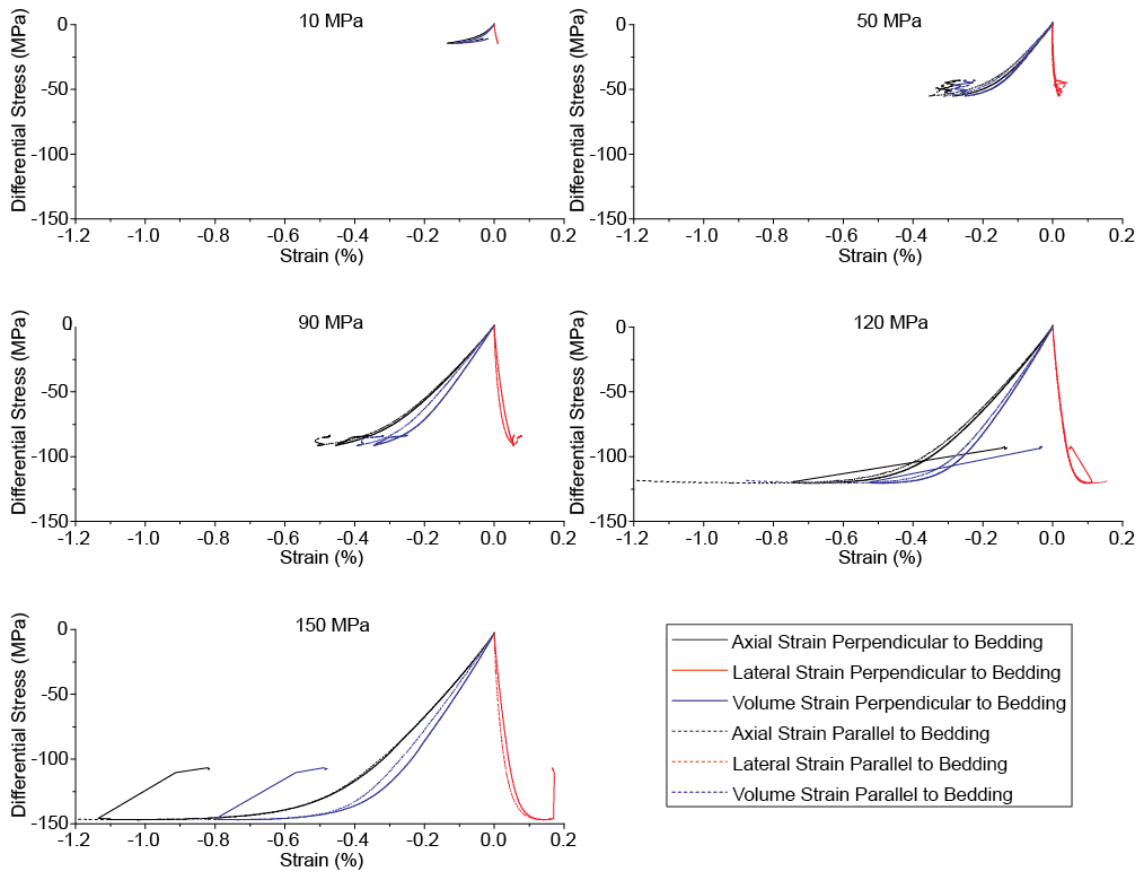 10 MPa
0
-50
-100
-150
Differential Stress (MPa)
-1.2 -1.0 -0.8 -0.6 -0.4 -0.2 0.0 0.2
Strain (%)
50 MPa
0
-50
-100
-150
Differential Stress (MPa)
-1.2 -1.0 -0.8 -0.6 -0.4 -0.2 0.0 0.2
Strain (%)
90 MPa
0
-50
-100
-150
Differential Stress (MPa)
-1.2 -1.0 -0.8 -0.6 -0.4 -0.2 0.0 0.2
Strain (%)
120 MPa
0
-50
-100
-150
Differential Stress (MPa)
-1.2 -1.0 -0.8 -0.6 -0.4 -0.2 0.0 0.2
Strain (%)
150 MPa
0
-50
-100
-150
Differential Stress (MPa)
-1.2 -1.0 -0.8 -0.6 -0.4 -0.2 0.0 0.2
Strain (%)
Axial Strain Perpendicular to Bedding
Lateral Strain Perpendicular to Bedding
Volume Strain Perpendicular to Bedding
Axial Strain Parallel to Bedding
Lateral Strain Parallel to Bedding
Volume Strain Parallel to Bedding